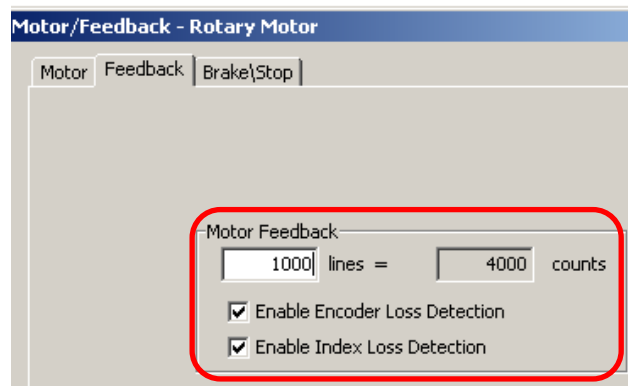 Motor/Feedback - Rotary Motor
Motor Feedback Brake\Stop
Motor Feedback
1000 lines = 4000 counts
Enable Encoder Loss Detection
Enable Index Loss Detection